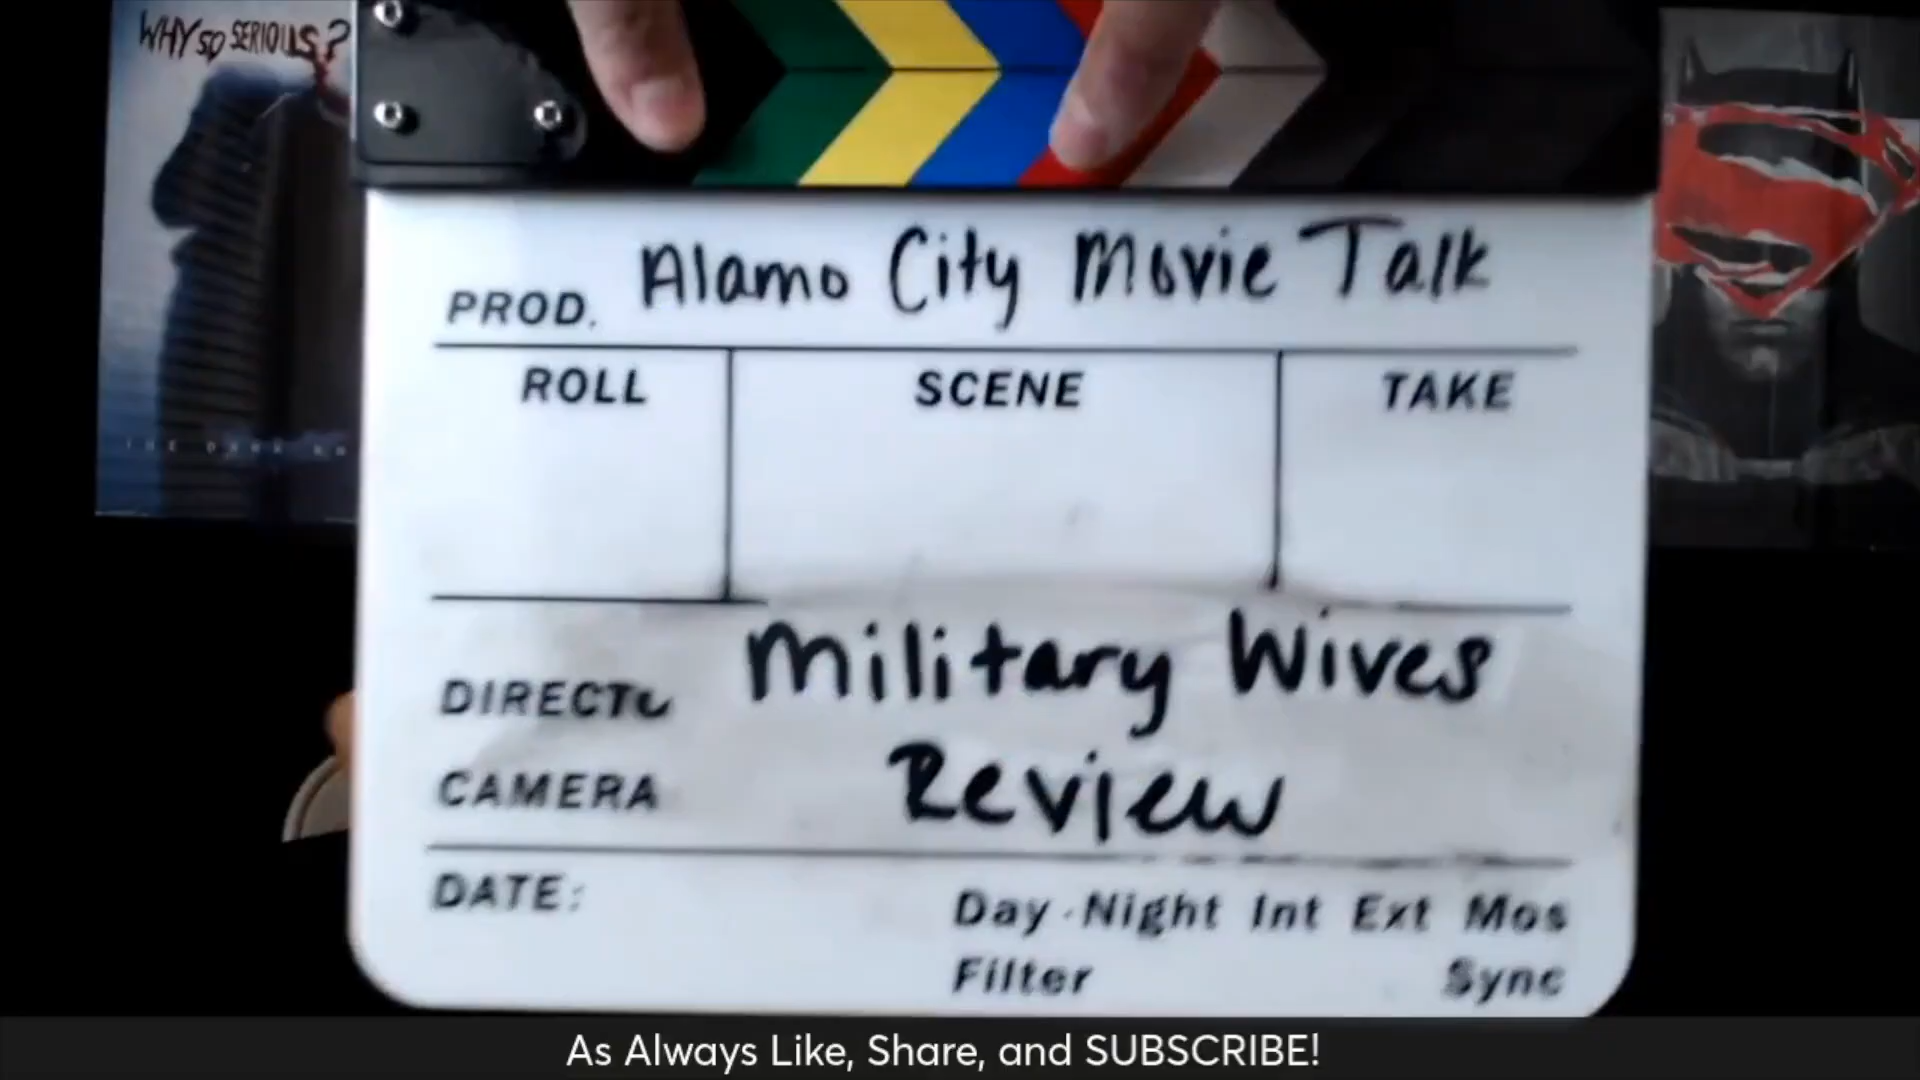 WHY SO SERIOUS?
PROD. Alamo City Movie Talk
ROLL SCENE TAKE
Military Wives
CAMERA Review
DATE:
Day-Night Int Ext Mos
Filter Sync
As Always Like, Share, and SUBSCRIBE!